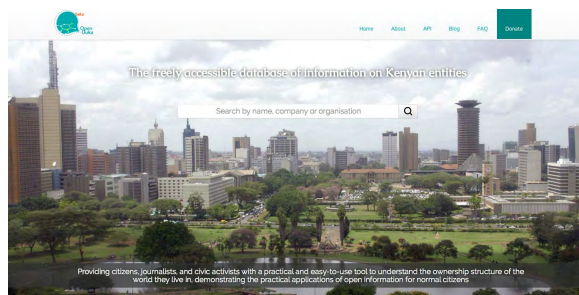 Beta
Open
Duka
Home
About
API
Blog
FAQ
Donate
The freely accessible database of information on Kenyan entities
Search by name, company or organisation
Providing citizens, journalists, and civic activists with a practical and easy-to-use tool to understand the ownership structure of the
world they live in, demonstrating the practical applications of open information for normal citizens